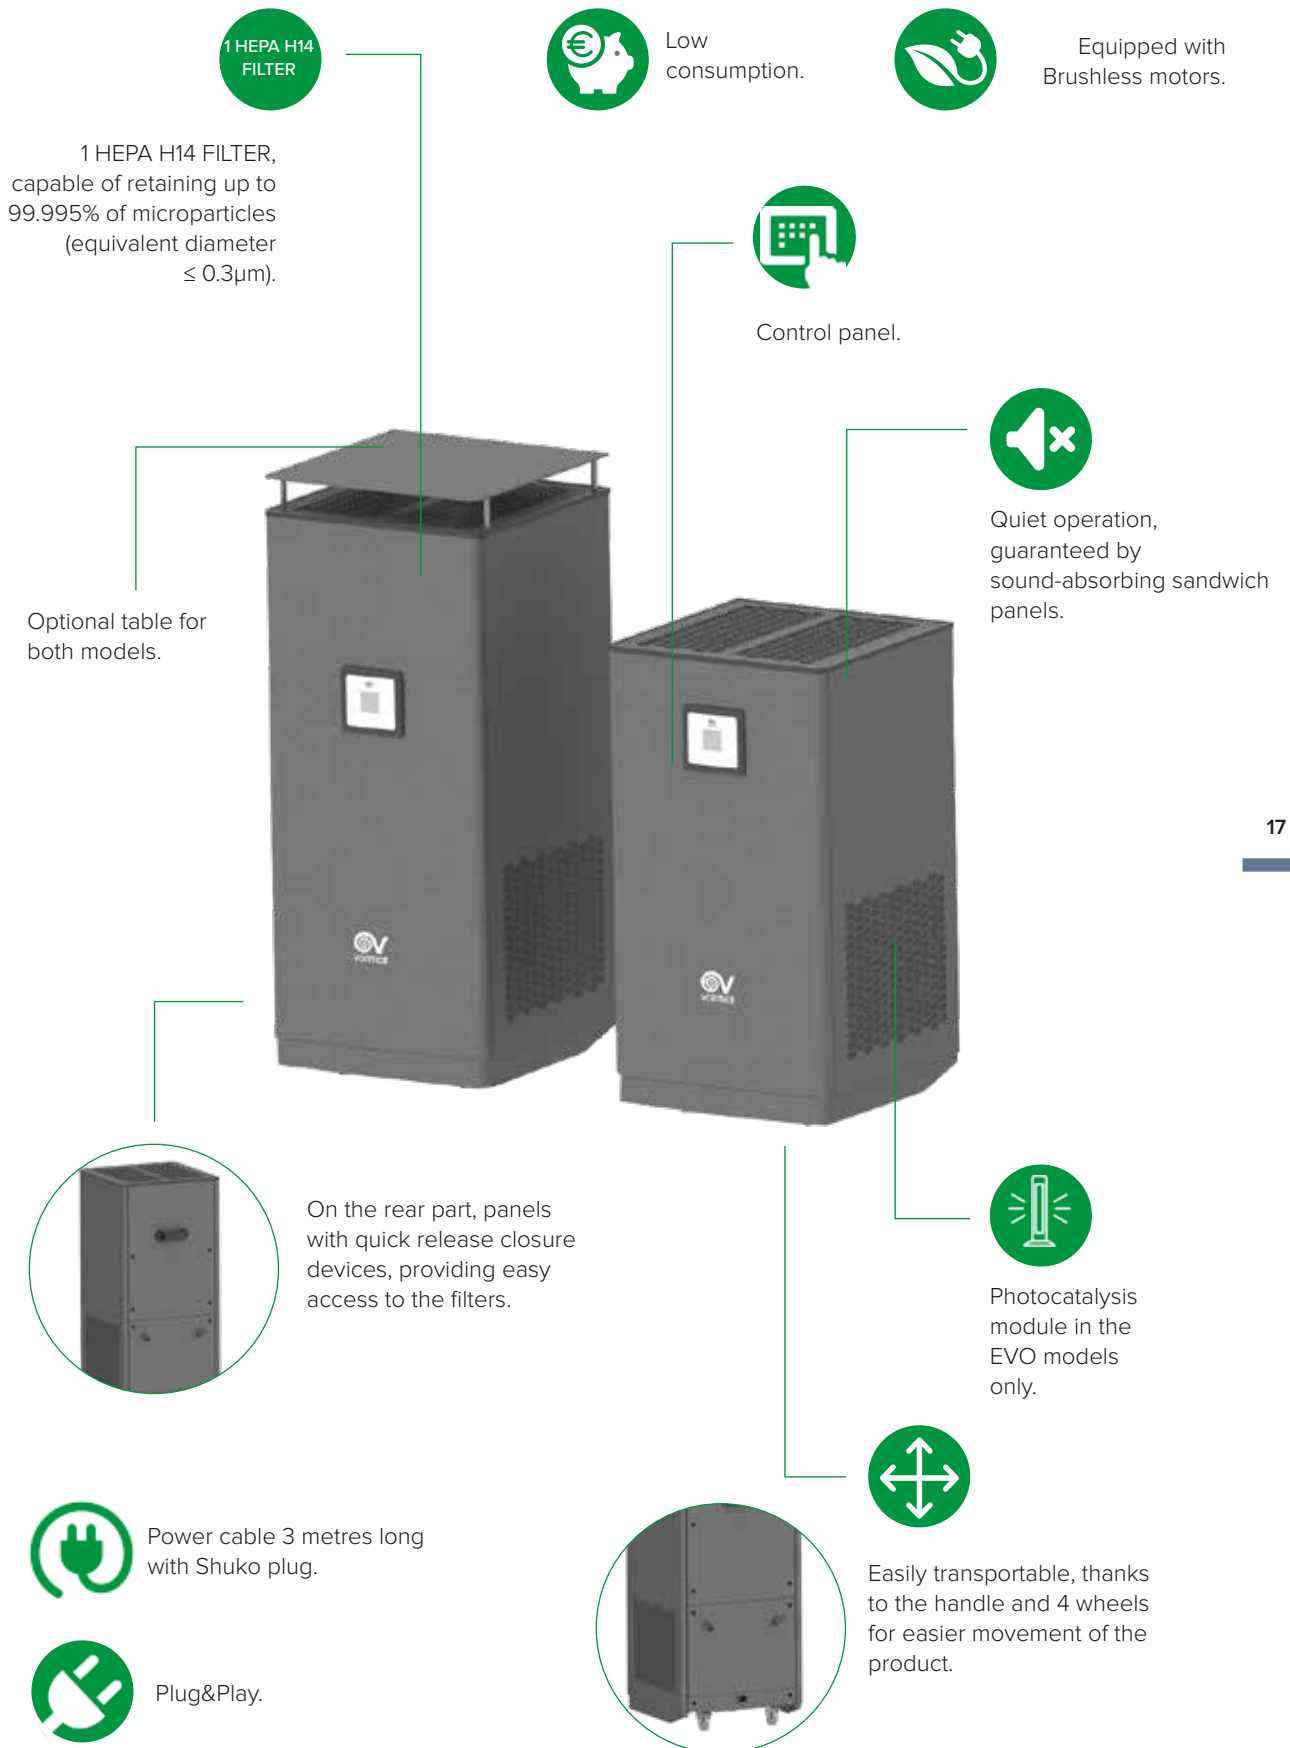 1 HEPA H14
FILTER
Low
consumption.
Equipped with
Brushless motors.
1 HEPA H14 FILTER,
capable of retaining up to
99.995% of microparticles
(equivalent diameter
≤ 0.3µm).
Control panel.
Quiet operation,
guaranteed by
sound-absorbing sandwich
panels.
Optional table for
both models.
17
vortice
vortice
On the rear part, panels
with quick release closure
devices, providing easy
access to the filters.
Photocatalysis
module in the
EVO models
only.
Power cable 3 metres long
with Shuko plug.
Easily transportable, thanks
to the handle and 4 wheels
for easier movement of the
product.
Plug&Play.